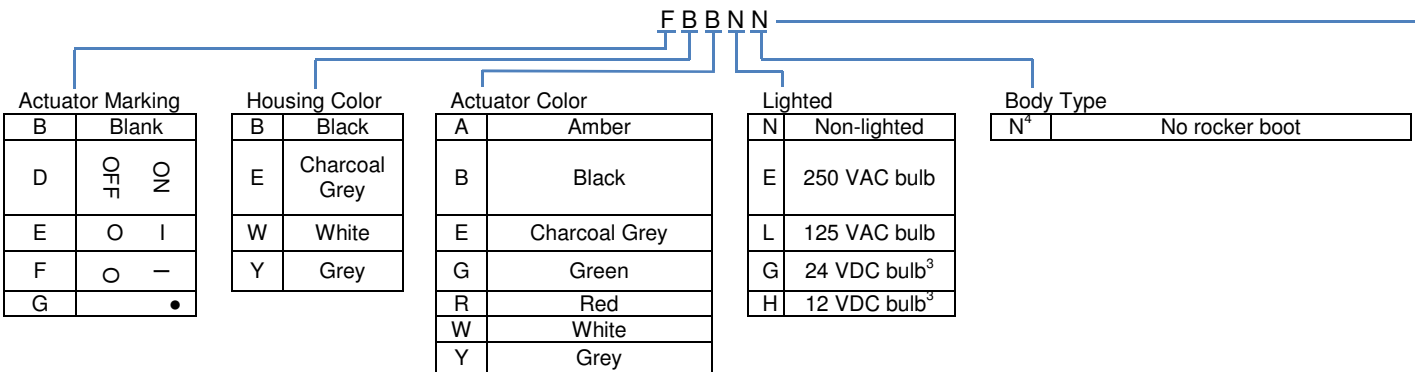 F B B N N
Actuator Marking
B Blank
D OFF ON
E O I
F O I
G •
Housing Color
B Black
E Charcoal
Grey
W White
Y Grey
Actuator Color
A Amber
B Black
E Charcoal Grey
G Green
R Red
W White
Y Grey
Lighted
N Non-lighted
E 250 VAC bulb
L 125 VAC bulb
G 24 VDC bulb³
H 12 VDC bulb³
Body Type
N⁴ No rocker boot